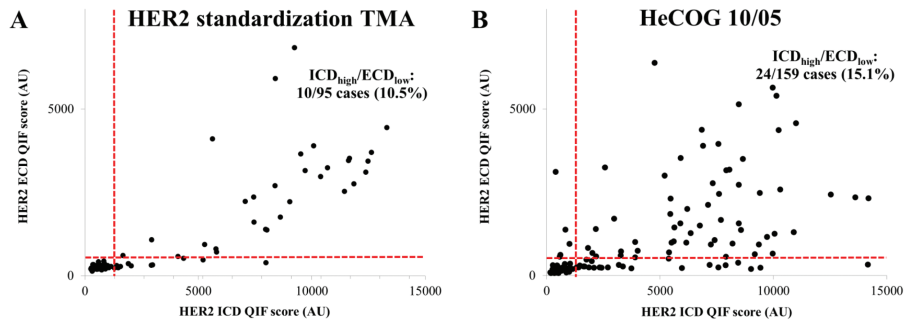 A
HER2 standardization TMA
ICDhigh/ECDlow:
10/95 cases (10.5%)
HER2 ECD QIF score (AU)
5000
0
0
5000
10000
15000
HER2 ICD QIF score (AU)
B
HeCOG 10/05
ICDhigh/ECDlow:
24/159 cases (15.1%)
HER2 ECD QIF score (AU)
5000
0
0
5000
10000
15000
HER2 ICD QIF score (AU)